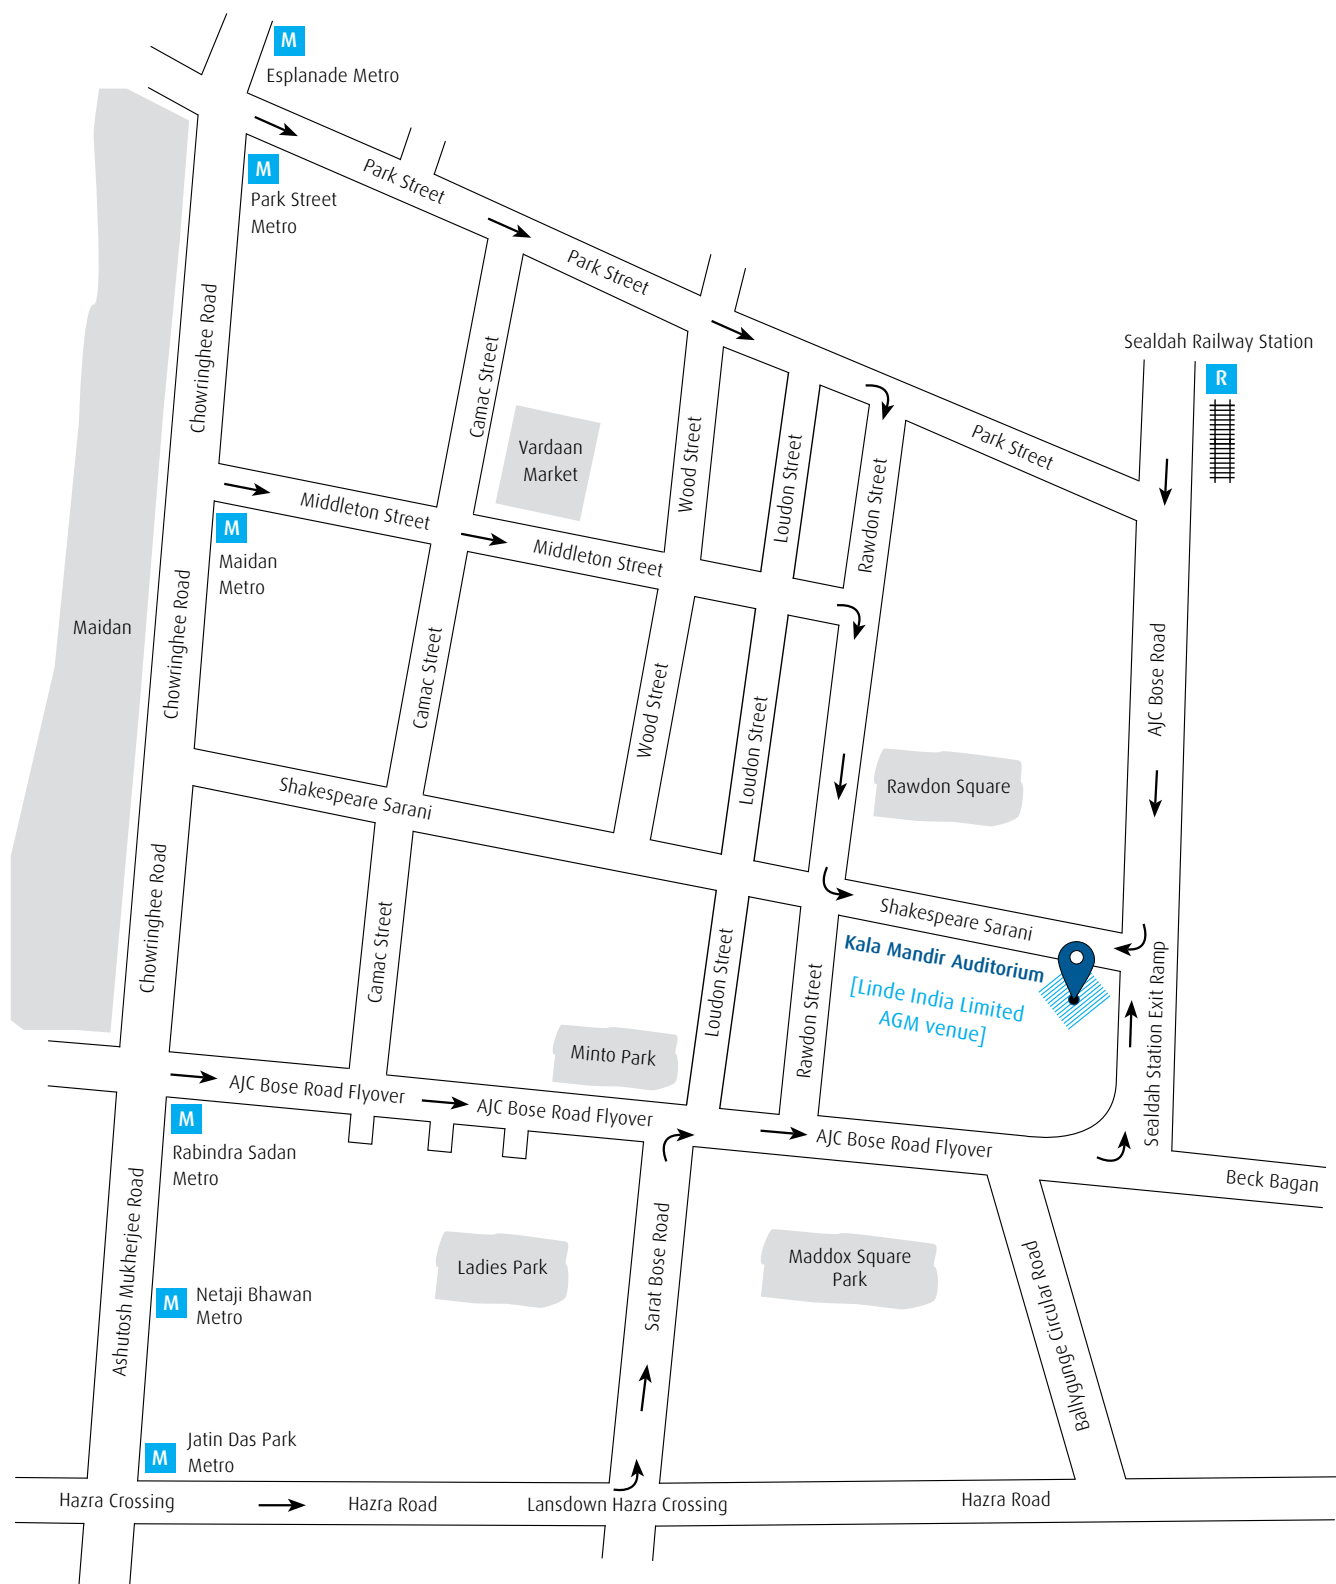 M
Esplanade Metro
M
Park Street
Metro
Park Street
Park Street
Park Street
Sealdah Railway Station
R
Chowringhee Road
Camac Street
Vardaan
Market
Wood Street
Loudon Street
Rawdon Street
Middleton Street
Middleton Street
M
Maidan
Metro
Maidan
Chowringhee Road
Camac Street
Wood Street
Loudon Street
AJC Bose Road
Rawdon Square
Shakespeare Sarani
Chowringhee Road
Camac Street
Loudon Street
Rawdon Street
Shakespeare Sarani
Kala Mandir Auditorium
[Linde India Limited
AGM venue]
Sealdah Station Exit Ramp
Minto Park
AJC Bose Road Flyover
AJC Bose Road Flyover
AJC Bose Road Flyover
M
Rabindra Sadan
Metro
Beck Bagan
Ashutosh Mukherjee Road
Ladies Park
Sarat Bose Road
Maddox Square
Park
Ballygunge Circular Road
M
Netaji Bhawan
Metro
M
Jatin Das Park
Metro
Hazra Crossing
Hazra Road
Lansdown Hazra Crossing
Hazra Road